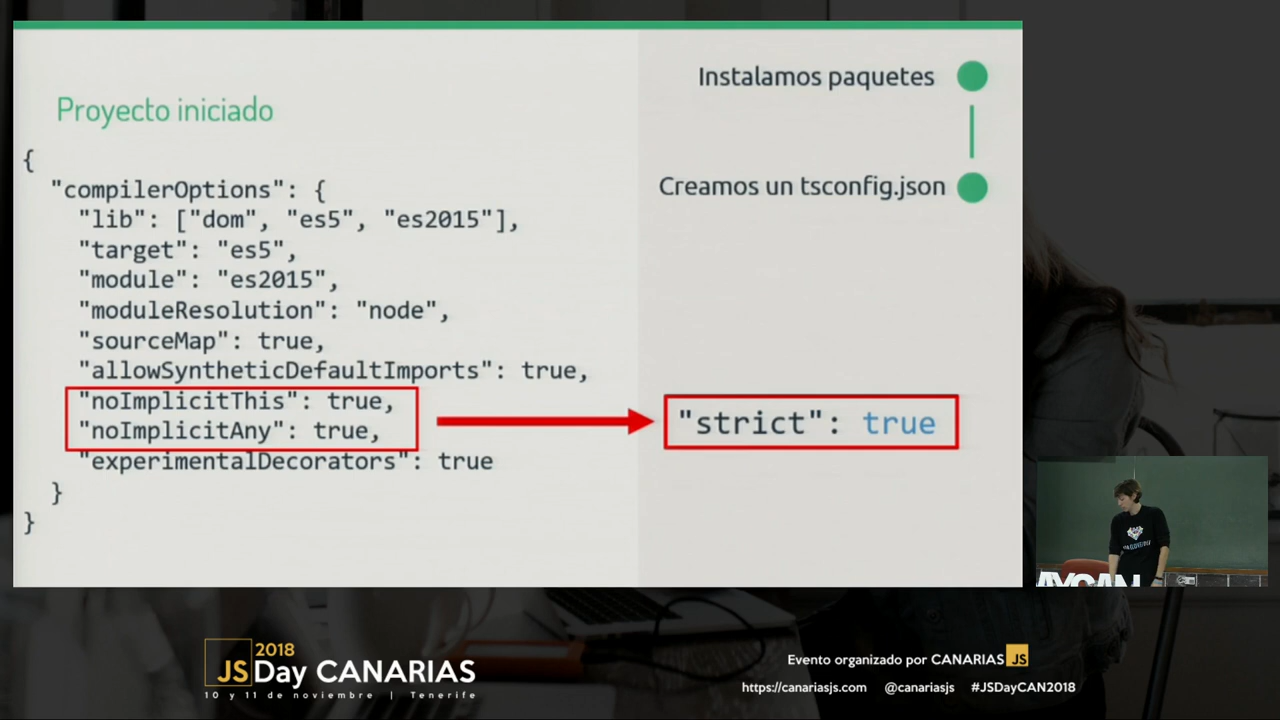 Proyecto iniciado
{
"compilerOptions": {
"lib": ["dom", "es5", "es2015"],
"target": "es5",
"module": "es2015",
"moduleResolution": "node",
"sourceMap": true,
"allowSyntheticDefaultImports": true,
"noImplicitThis": true,
"noImplicitAny": true,
"experimentalDecorators": true
}
}
Instalamos paquetes
Creamos un tsconfig.json
"strict": true
AYCAN
2018
JSDay CANARIAS
10 y 11 de noviembre | Tenerife
Evento organizado por CANARIAS JS
https://canariasjs.com @canariasjs #JSDayCAN2018